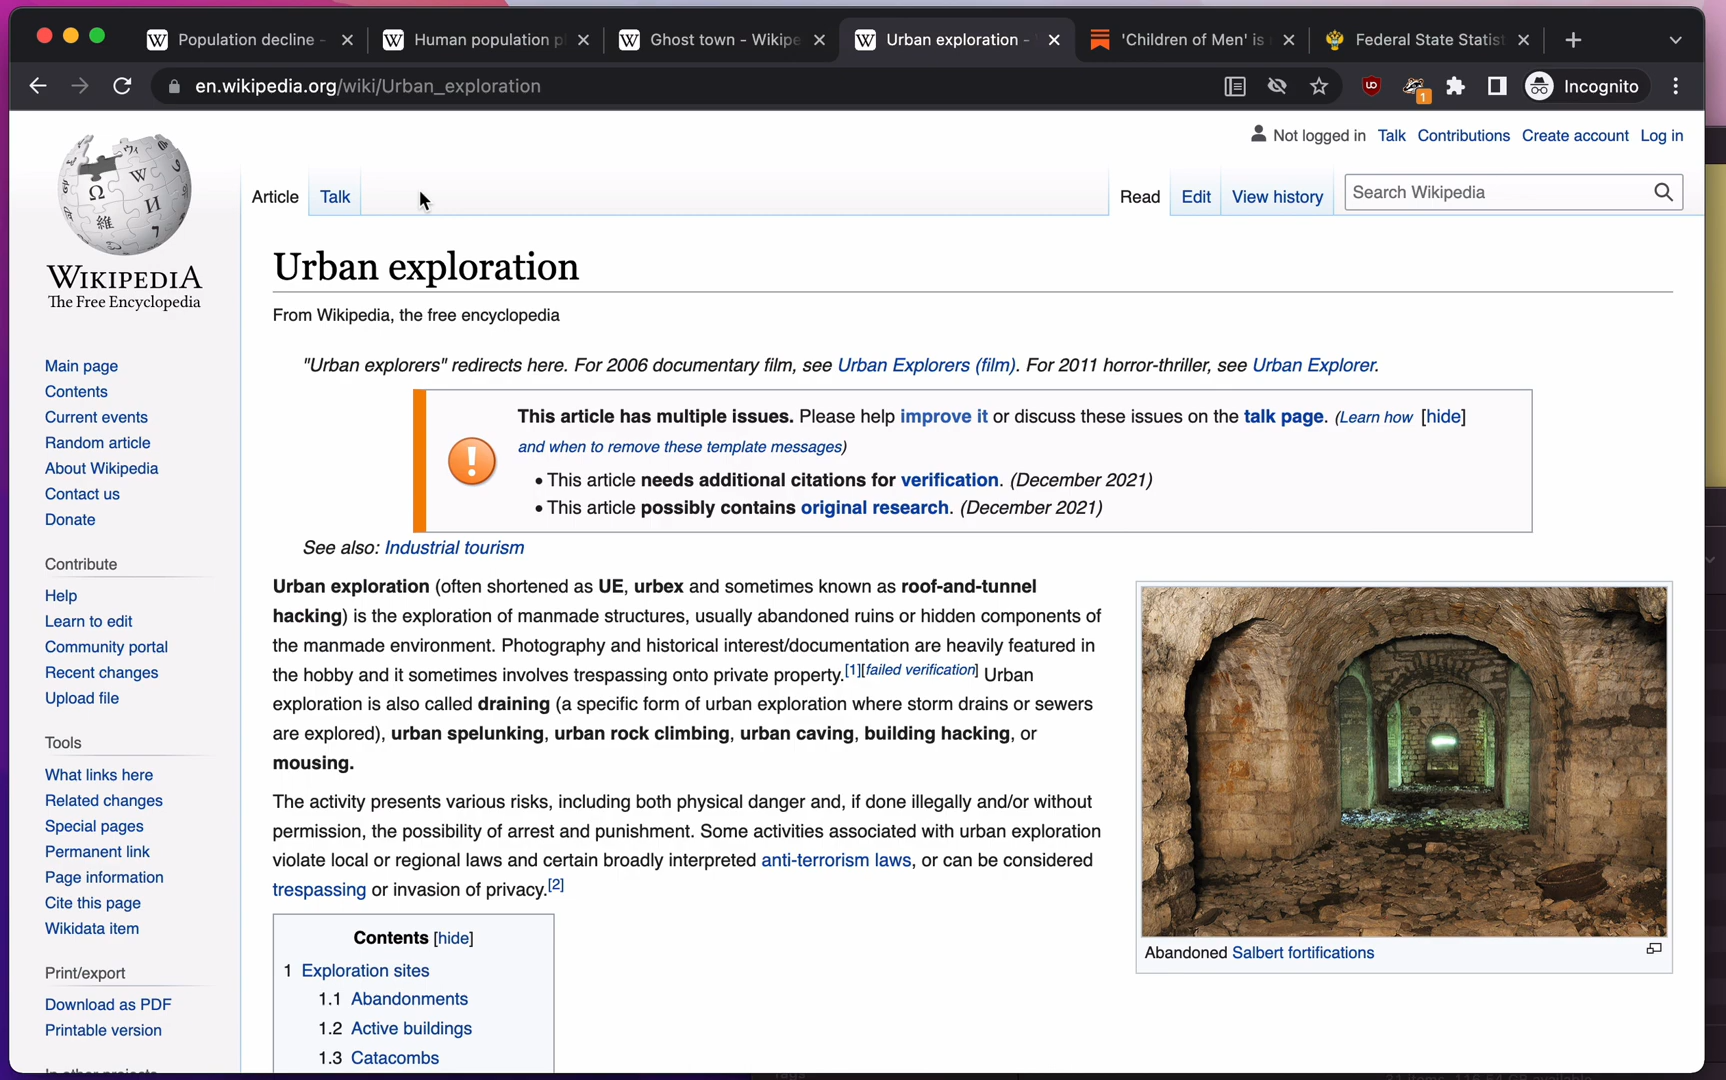 Population decline -
Human population p
Ghost town - Wikipe
Urban exploration -
'Children of Men' is
Federal State Statist
en.wikipedia.org/wiki/Urban_exploration
1
Incognito
Not logged in Talk Contributions Create account Log in
Article Talk Read Edit View history Search Wikipedia
WIKIPEDIA
The Free Encyclopedia
Main page
Contents
Current events
Random article
About Wikipedia
Contact us
Donate
Contribute
Help
Learn to edit
Community portal
Recent changes
Upload file
Tools
What links here
Related changes
Special pages
Permanent link
Page information
Cite this page
Wikidata item
Print/export
Download as PDF
Printable version
Urban exploration
From Wikipedia, the free encyclopedia
"Urban explorers" redirects here. For 2006 documentary film, see Urban Explorers (film). For 2011 horror-thriller, see Urban Explorer.
This article has multiple issues. Please help improve it or discuss these issues on the talk page. (Learn how [hide]
and when to remove these template messages)
• This article needs additional citations for verification. (December 2021)
• This article possibly contains original research. (December 2021)
See also: Industrial tourism
Urban exploration (often shortened as UE, urbex and sometimes known as roof-and-tunnel
hacking) is the exploration of manmade structures, usually abandoned ruins or hidden components of
the manmade environment. Photography and historical interest/documentation are heavily featured in
the hobby and it sometimes involves trespassing onto private property.[1][failed verification] Urban
exploration is also called draining (a specific form of urban exploration where storm drains or sewers
are explored), urban spelunking, urban rock climbing, urban caving, building hacking, or
mousing.
The activity presents various risks, including both physical danger and, if done illegally and/or without
permission, the possibility of arrest and punishment. Some activities associated with urban exploration
violate local or regional laws and certain broadly interpreted anti-terrorism laws, or can be considered
trespassing or invasion of privacy.[2]
Abandoned Salbert fortifications
Contents [hide]
1 Exploration sites
1.1 Abandonments
1.2 Active buildings
1.3 Catacombs